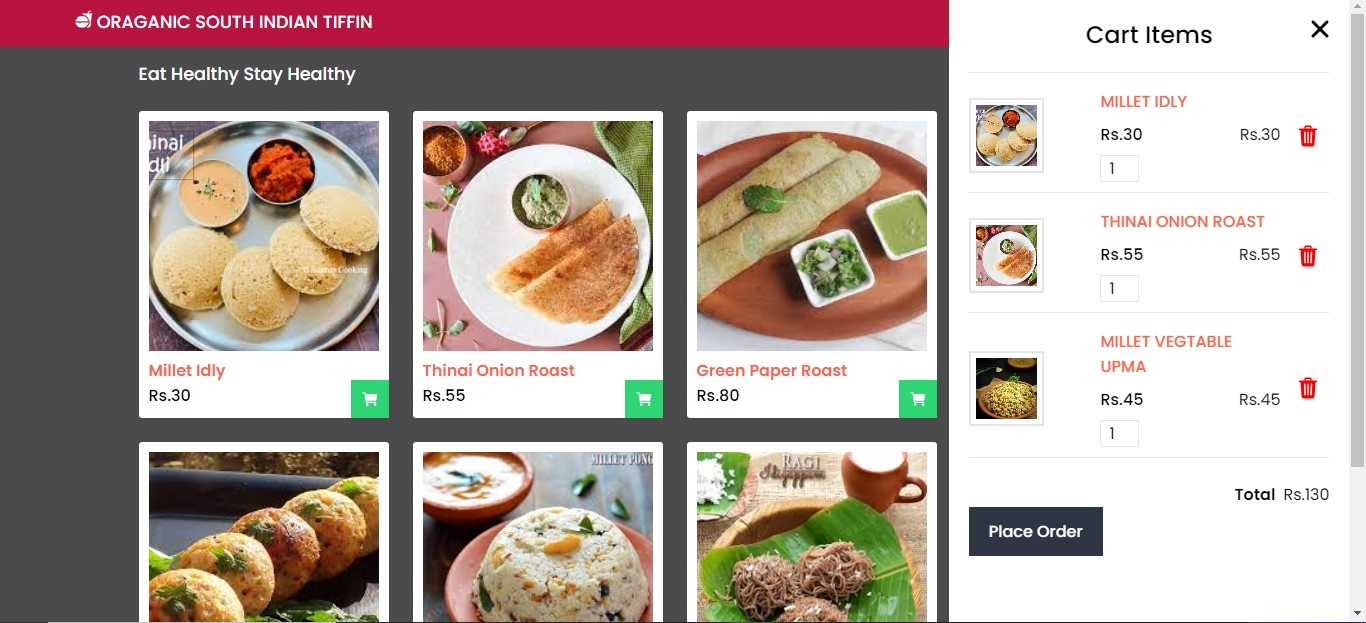 ORAGANIC SOUTH INDIAN TIFFIN
Eat Healthy Stay Healthy
Millet Idly
Rs.30
Thinai Onion Roast
Rs.55
Green Paper Roast
Rs.80
MILLET PONG
RAGI
Cart Items
MILLET IDLY
Rs.30 Rs.30
1
THINAI ONION ROAST
Rs.55 Rs.55
1
MILLET VEGTABLE
UPMA
Rs.45 Rs.45
1
Total Rs.130
Place Order